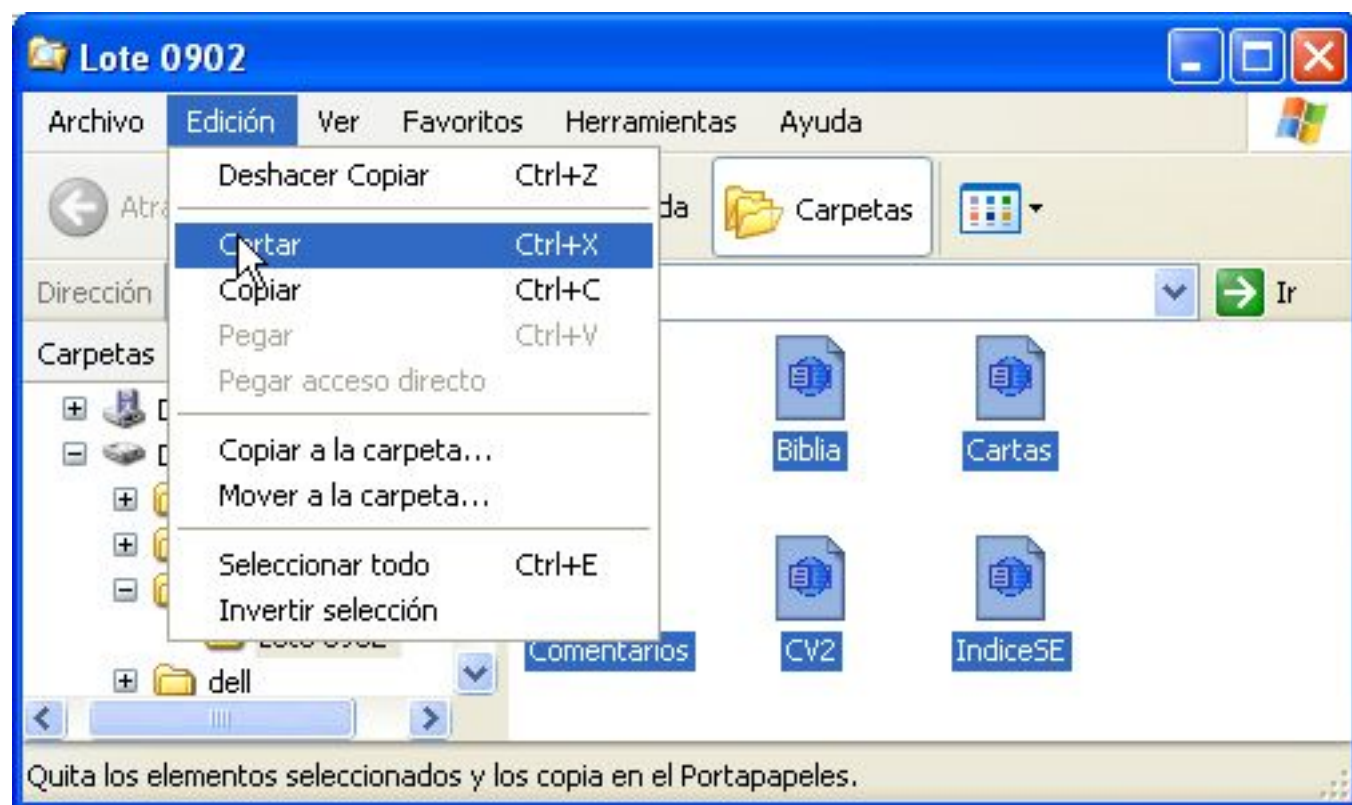 Lote 0902
Archivo Edición Ver Favoritos Herramientas Ayuda
Deshacer Copiar Ctrl+Z
Carpetas
Cortar Ctrl+X
Dirección
Copiar Ctrl+C
Ir
Pegar Ctrl+V
Carpetas
Pegar acceso directo
Copiar a la carpeta...
Biblia Cartas
Mover a la carpeta...
Seleccionar todo Ctrl+E
Invertir selección
Comentarios CV2 IndiceSE
dell
Quita los elementos seleccionados y los copia en el Portapapeles.